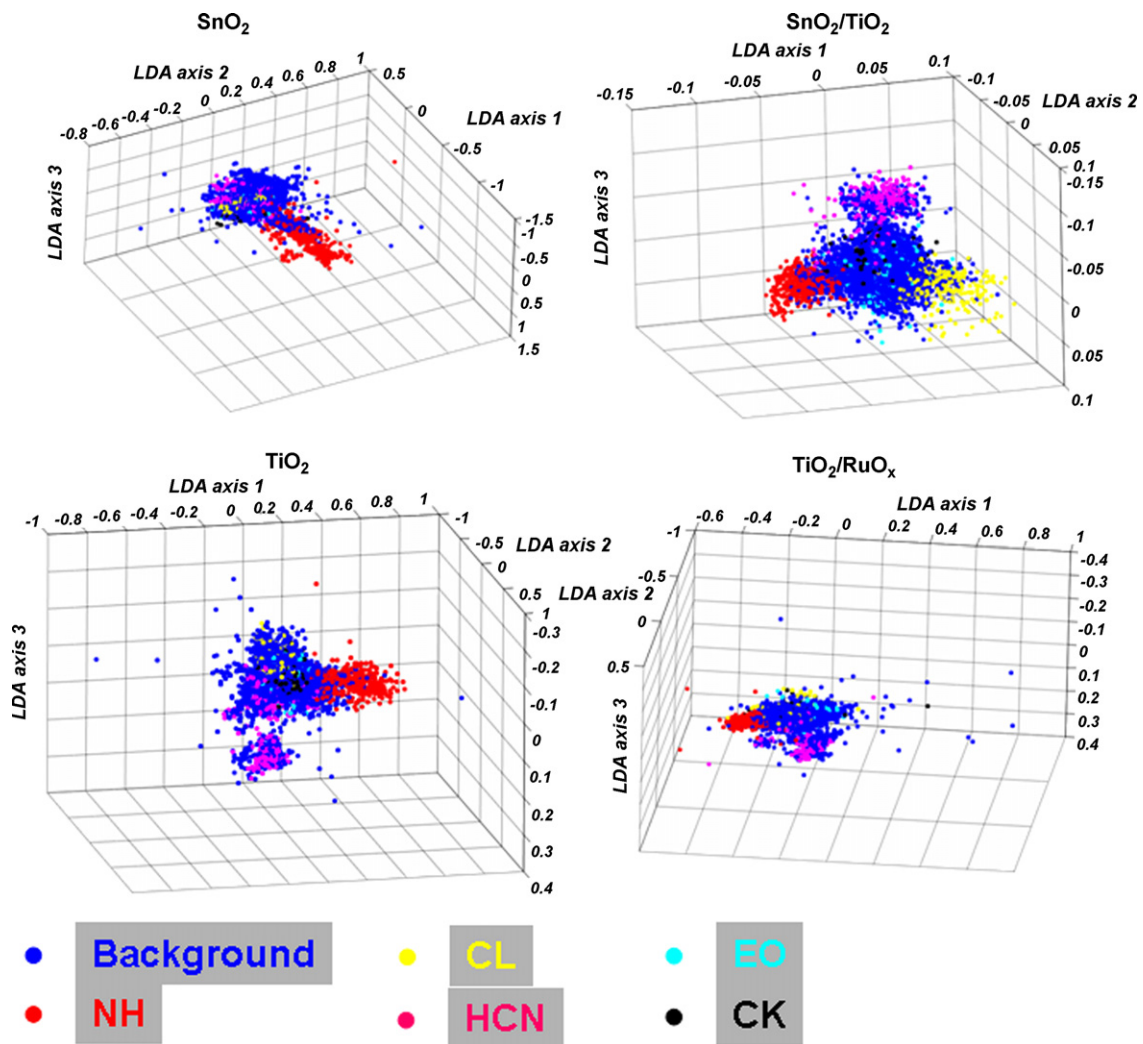 SnO₂
LDA axis 2
-0.8 -0.6 -0.4 -0.2 0 0.2 0.4 0.6 0.8 1
0.5 0 -0.5 -1 -1.5
LDA axis 1
LDA axis 3
-1 -0.5 0 0.5 1 1.5
SnO₂/TiO₂
LDA axis 1
-0.15 -0.1 -0.05 0 0.05 0.1
-0.1 -0.05 0 0.05 0.1
LDA axis 2
LDA axis 3
-0.15 -0.1 -0.05 0 0.05 0.1
TiO₂
LDA axis 1
-1 -0.8 -0.6 -0.4 -0.2 0 0.2 0.4 0.6 0.8 1
-1 -0.5 0 0.5 1
LDA axis 2
LDA axis 3
-0.3 -0.2 -0.1 0 0.1 0.2 0.3 0.4
TiO₂/RuOₓ
LDA axis 1
-0.6 -0.4 -0.2 0 0.2 0.4 0.6 0.8 1
-1 -0.5 0 0.5
LDA axis 2
LDA axis 3
-0.4 -0.3 -0.2 -0.1 0 0.1 0.2 0.3 0.4
Background
CL
EO
NH
HCN
CK